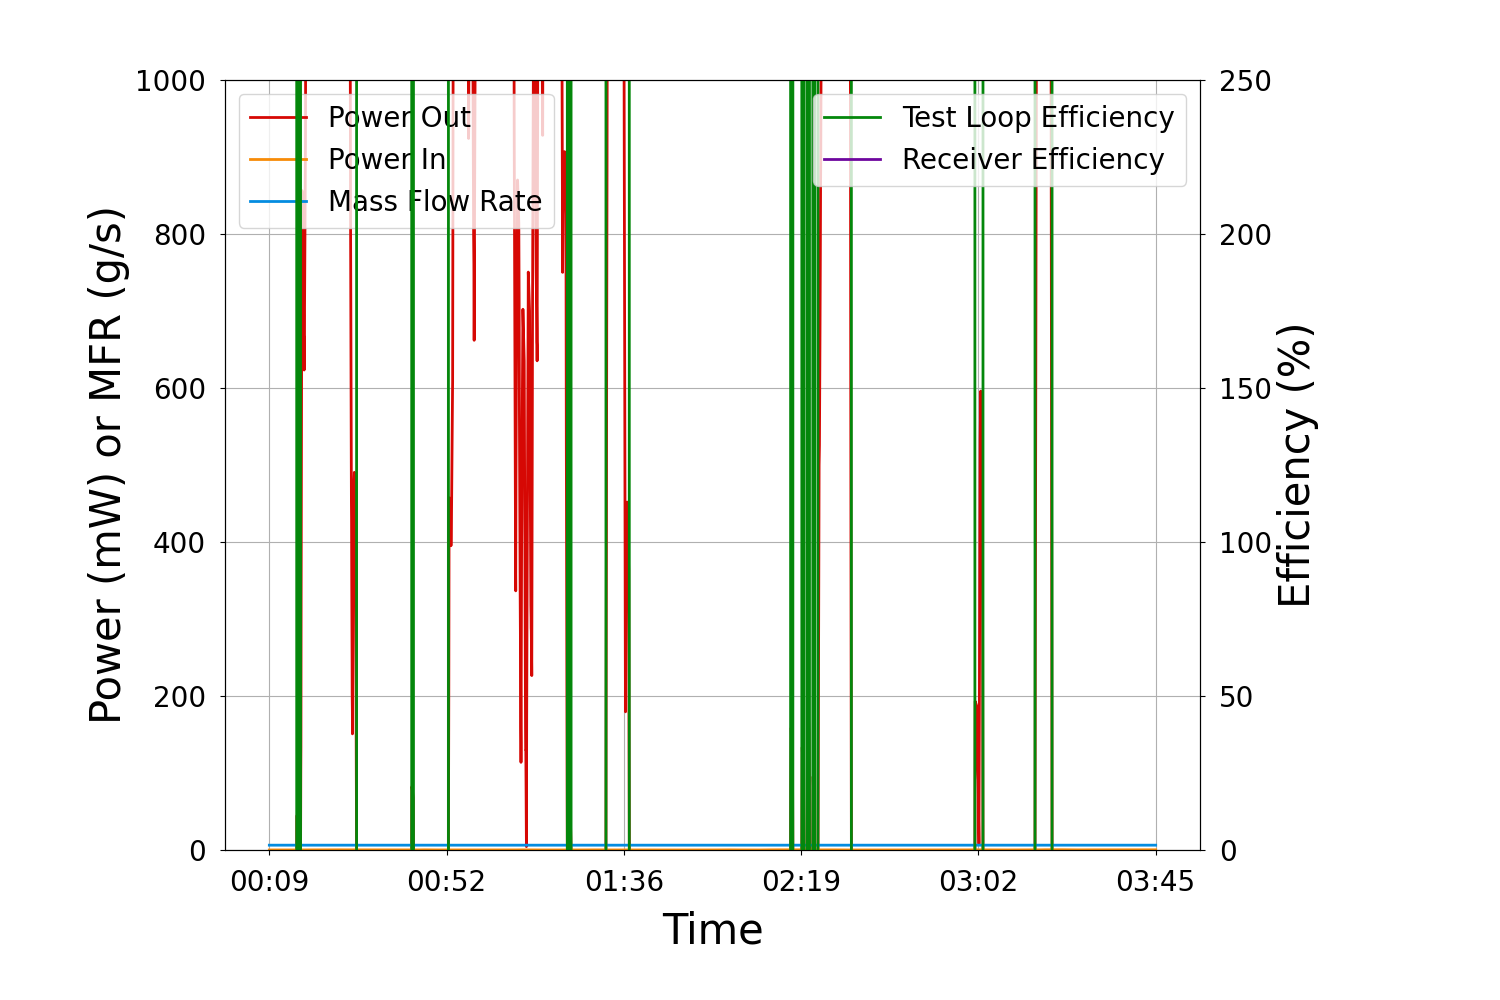 1000
800
600
400
200
0
Power (mW) or MFR (g/s)
Power Out
Power In
Mass Flow Rate
Test Loop Efficiency
Receiver Efficiency
250
200
150
100
50
0
Efficiency (%)
00:09 00:52 01:36 02:19 03:02 03:45
Time